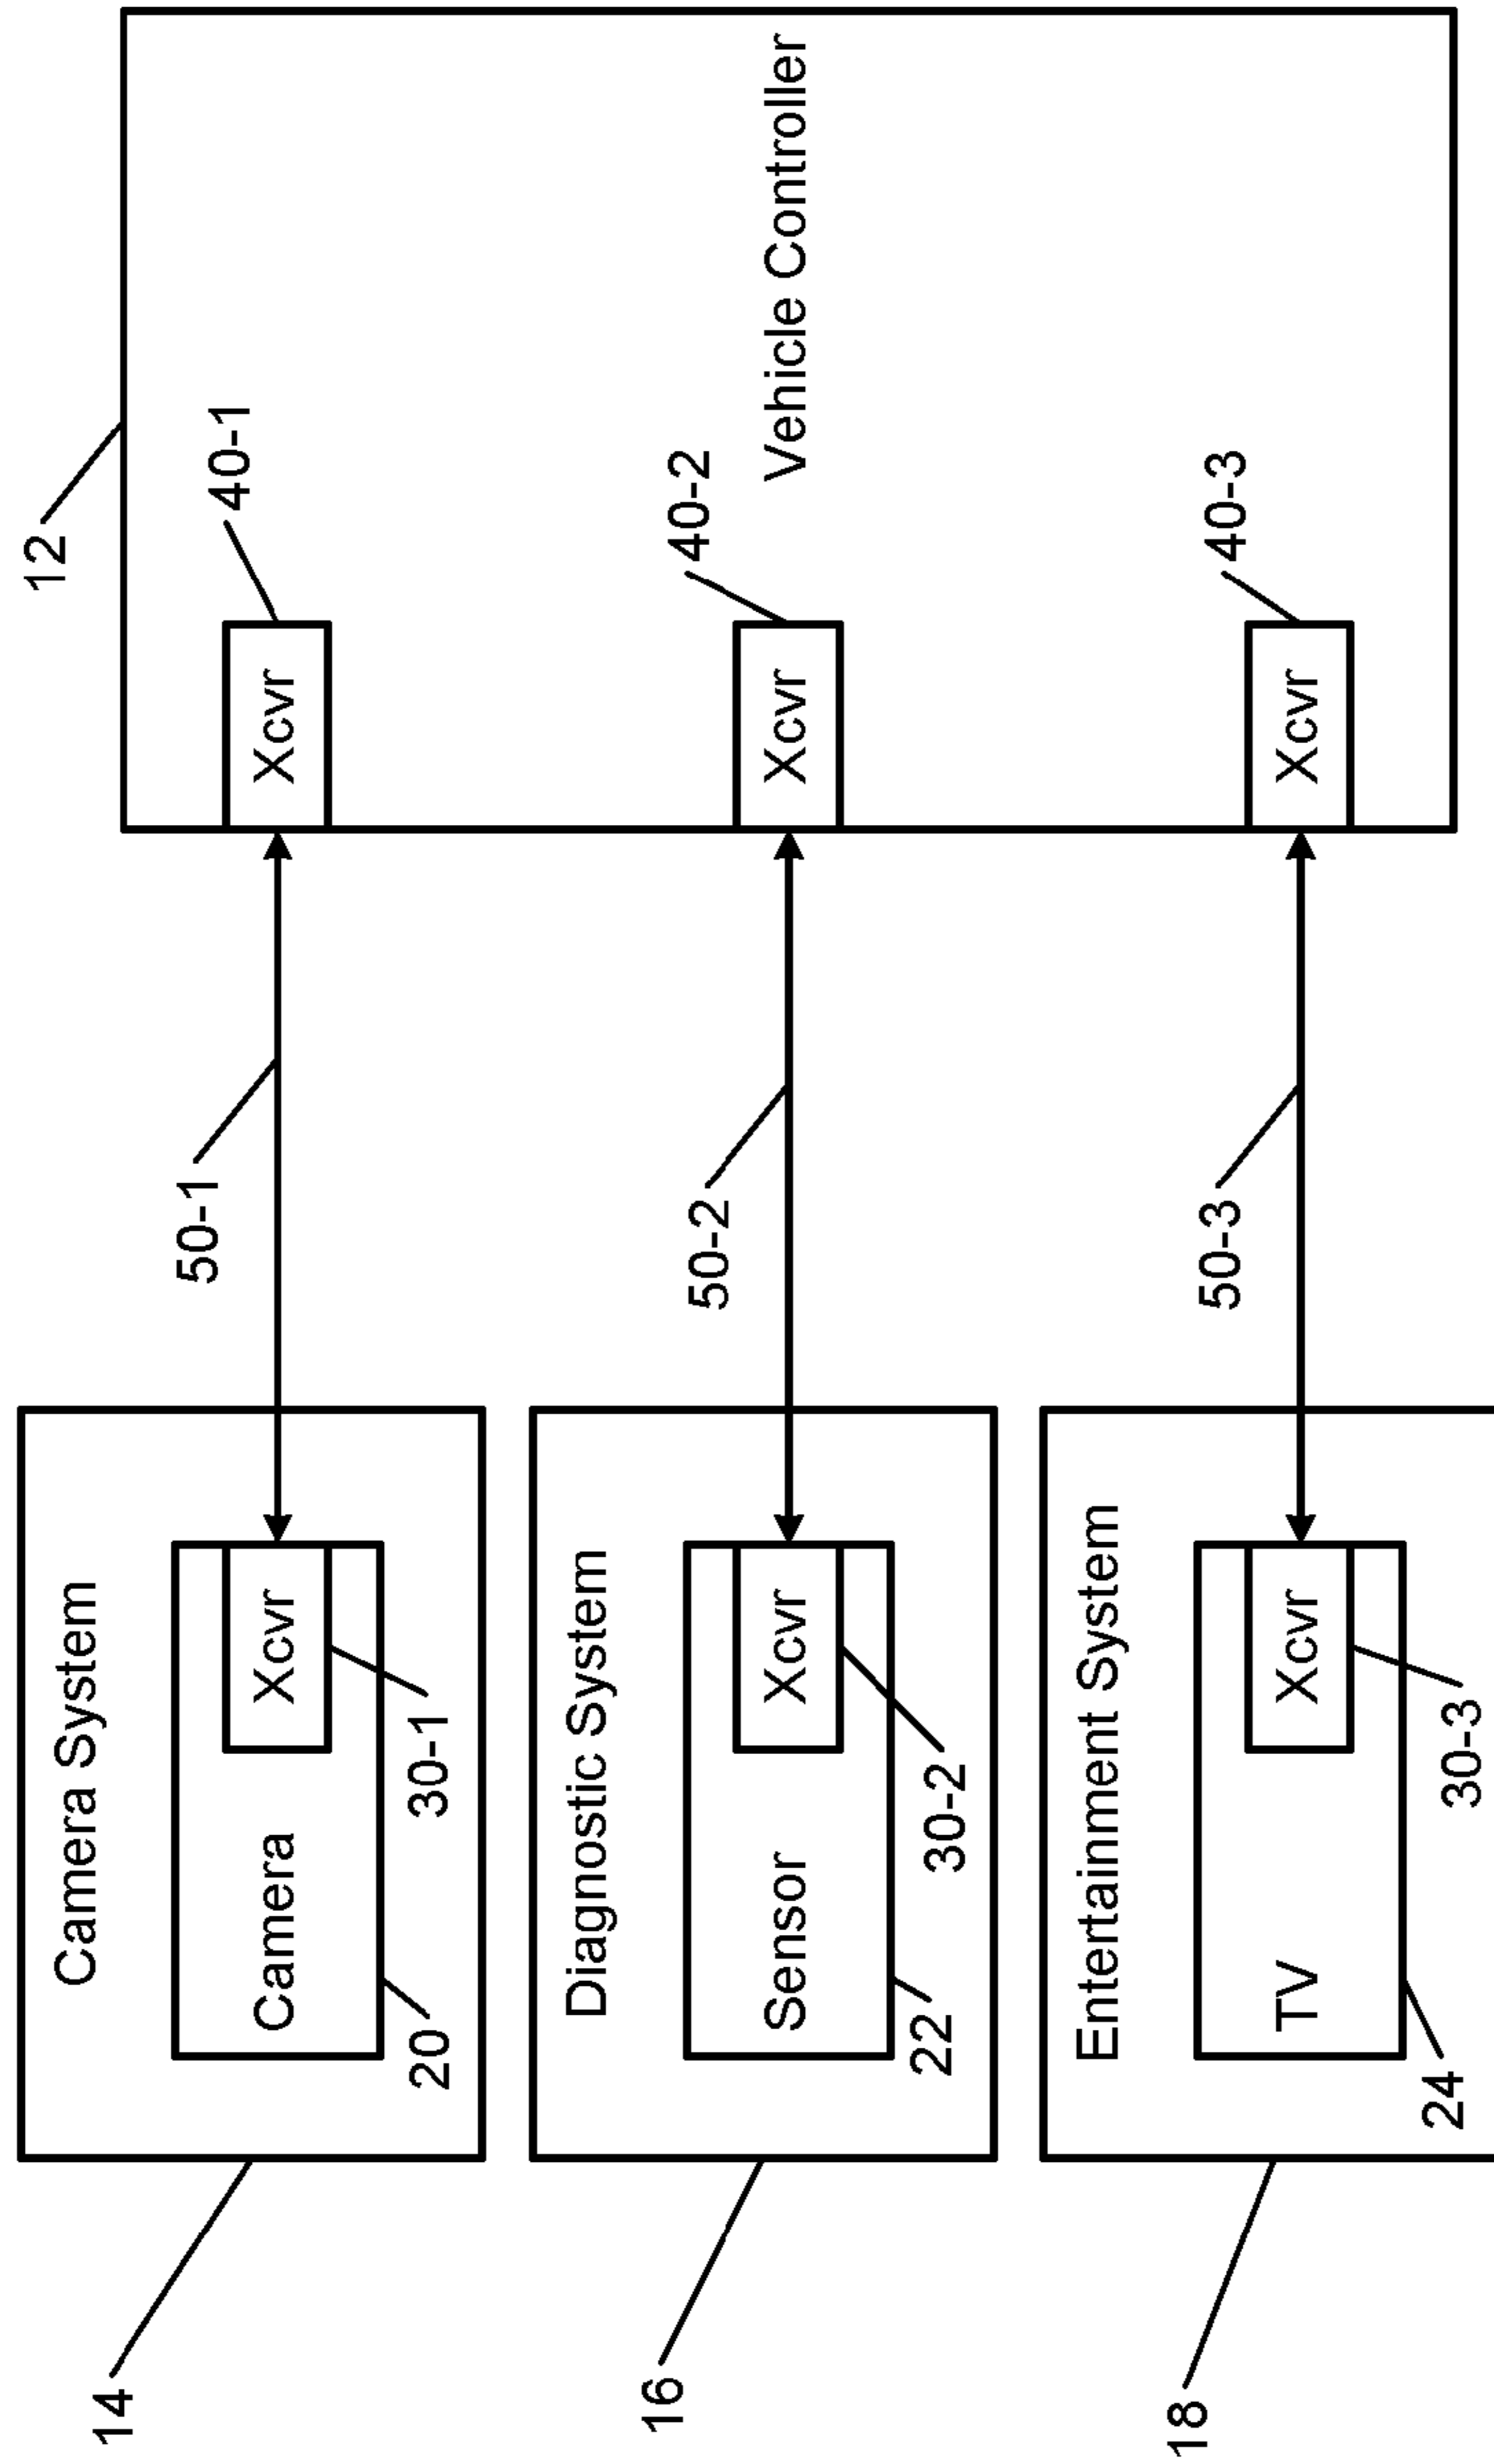 14
Camera System
Camera
Xcvr
20
30-1
50-1
12
Xcvr
40-1
16
Diagnostic System
Sensor
Xcvr
22
30-2
50-2
Xcvr
40-2
Vehicle Controller
18
Entertainment System
TV
Xcvr
24
30-3
50-3
Xcvr
40-3